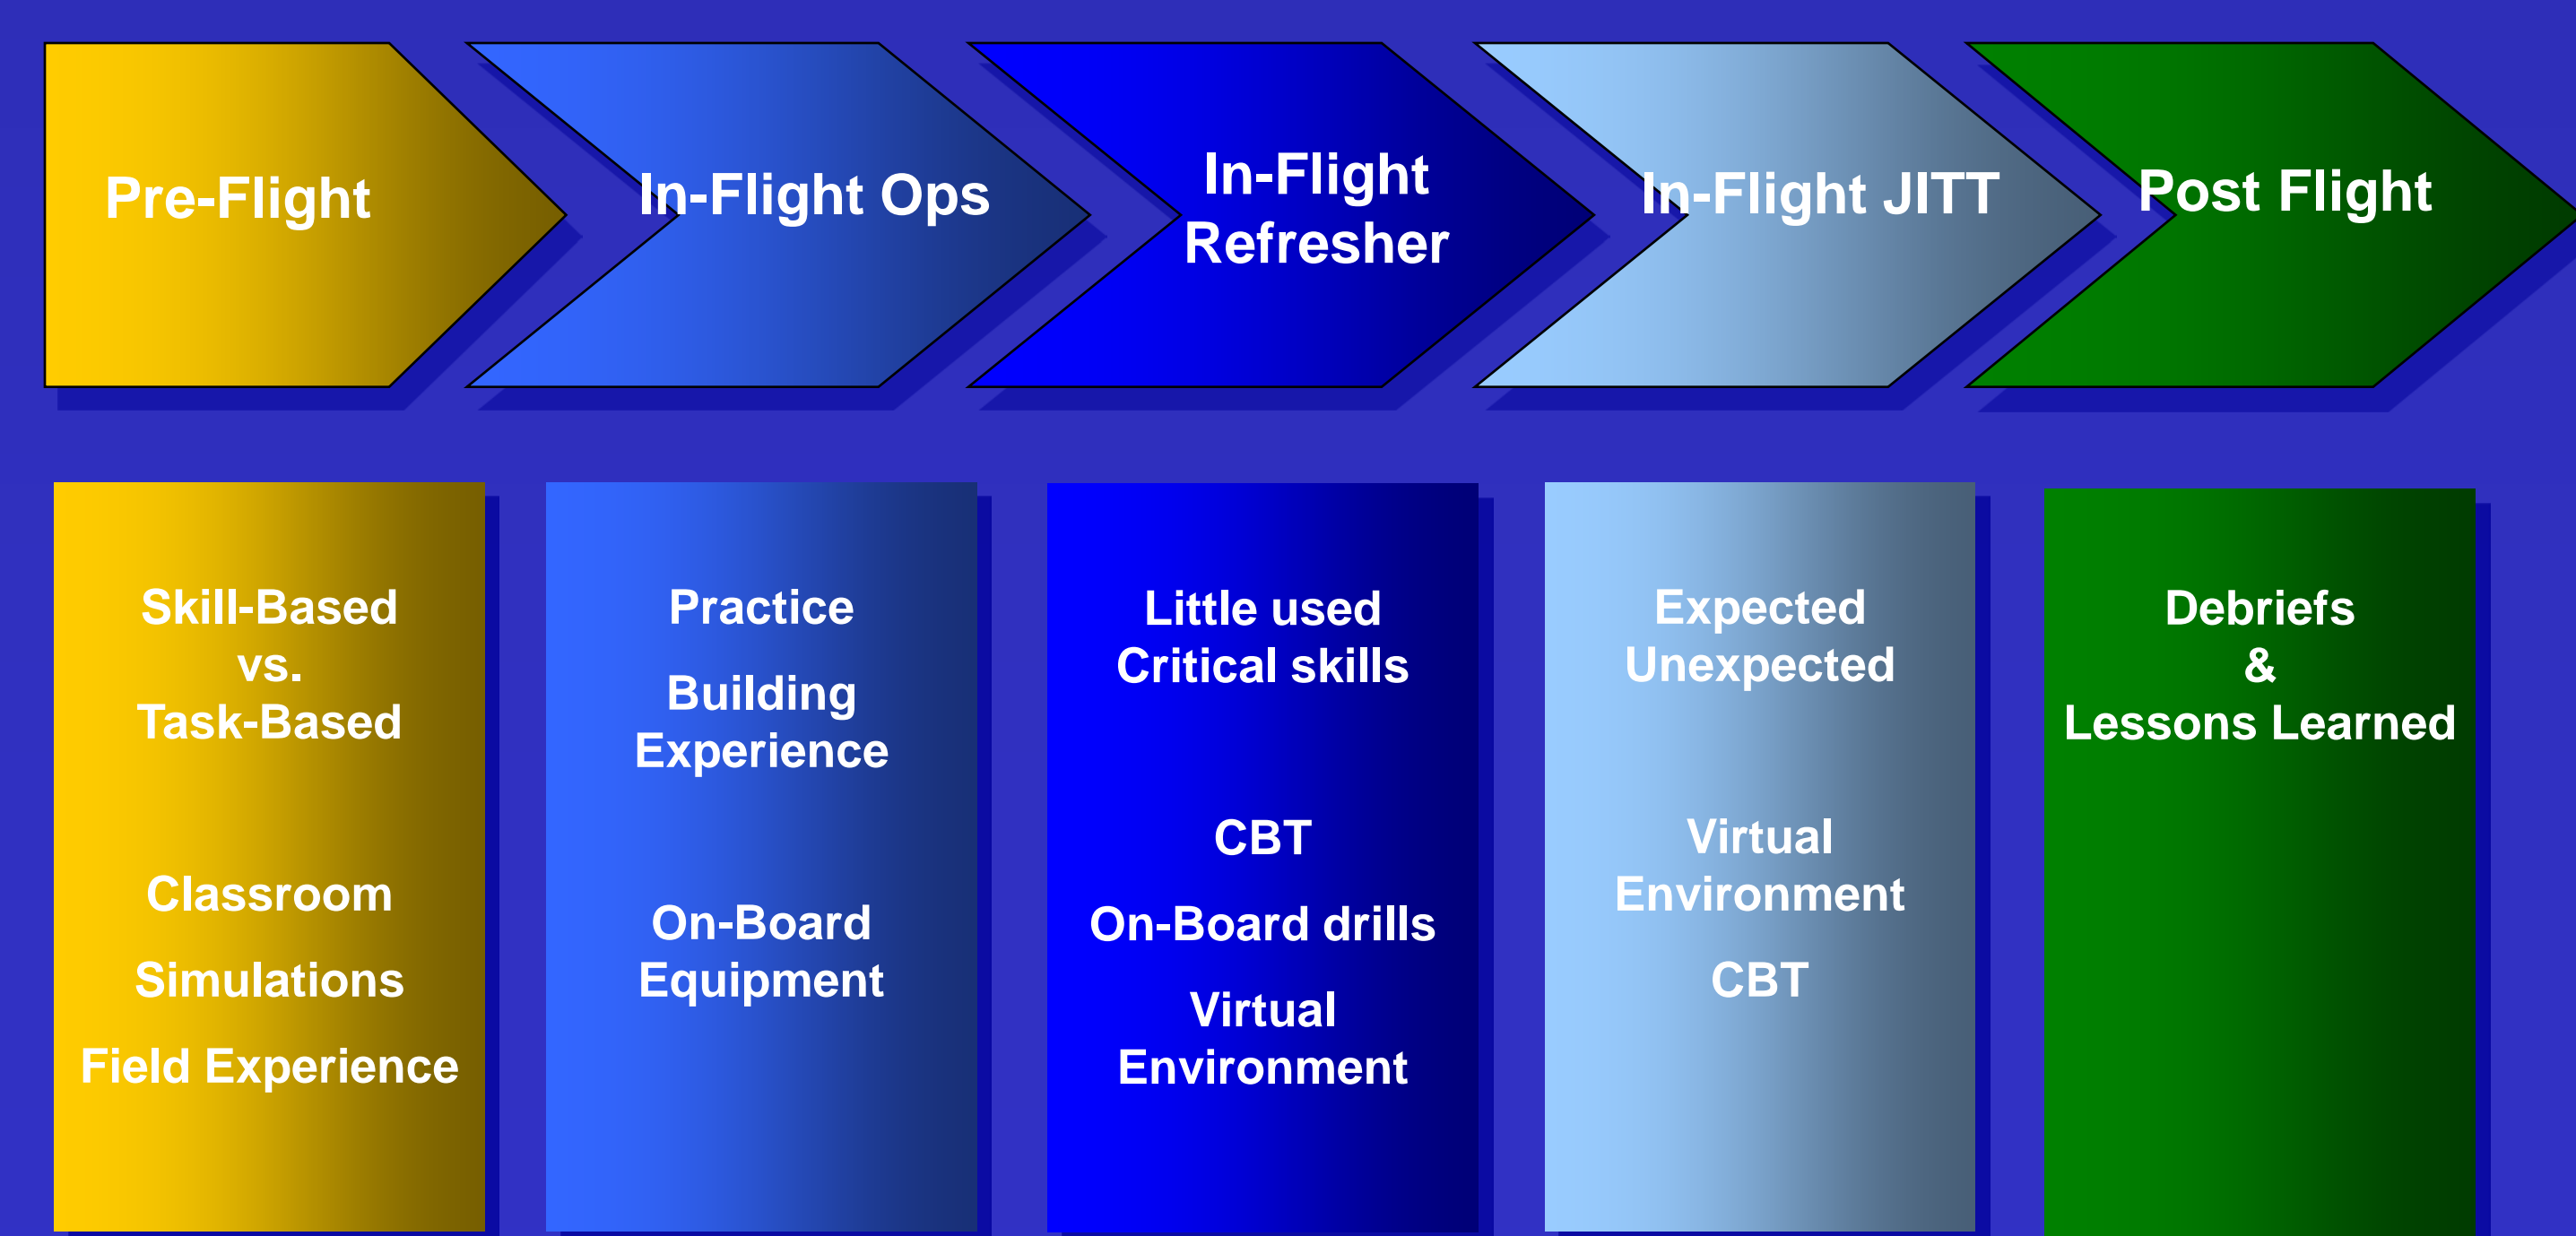 Pre-Flight
In-Flight Ops
In-Flight
Refresher
In-Flight JITT
Post Flight
Skill-Based
vs.
Task-Based
Classroom
Simulations
Field Experience
Practice
Building
Experience
On-Board
Equipment
Little used
Critical skills
CBT
On-Board drills
Virtual
Environment
Expected
Unexpected
Virtual
Environment
CBT
Debriefs
&
Lessons Learned